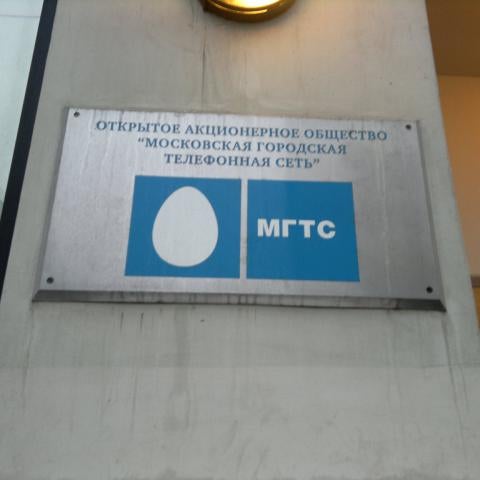 ОТКРЫТОЕ АКЦИОНЕРНОЕ ОБЩЕСТВО
"МОСКОВСКАЯ ГОРОДСКАЯ
ТЕЛЕФОННАЯ СЕТЬ"
МГТС